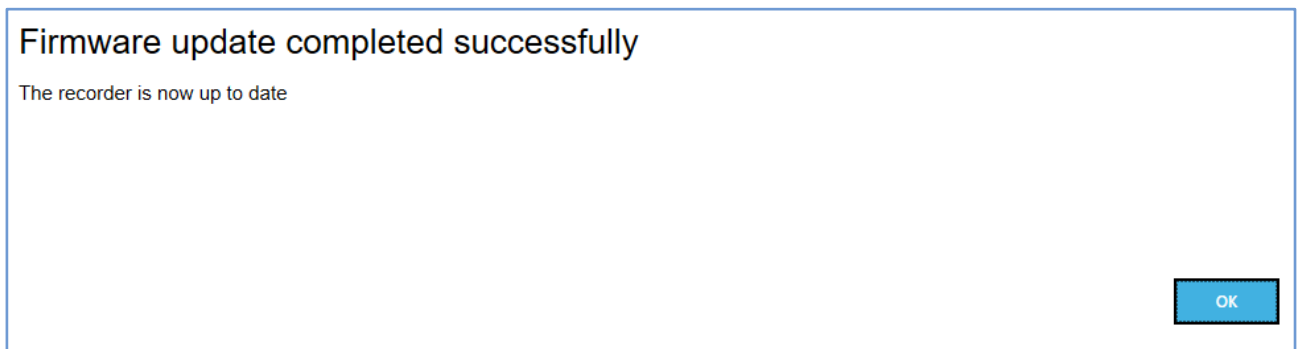 Firmware update completed successfully
The recorder is now up to date
OK